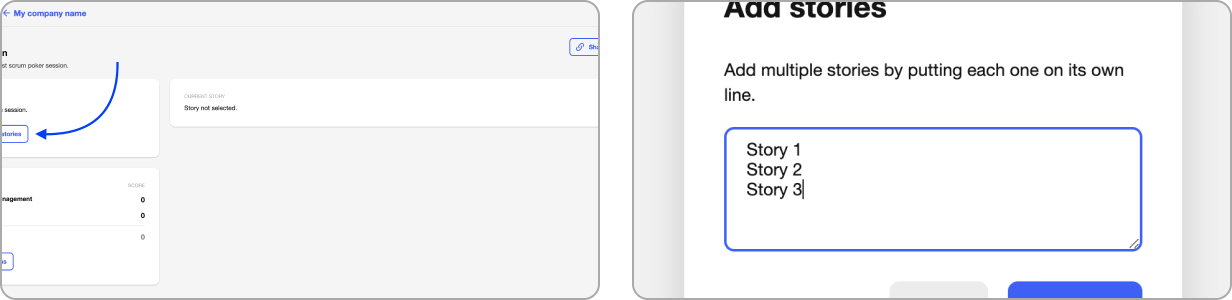 My company name
n
Sha
st scrum poker session.
CURRENT STORY
Story not selected.
session.
stories
SCORE
nagement
0
0
0
as
Add stories
Add multiple stories by putting each one on its own
line.
Story 1
Story 2
Story 3